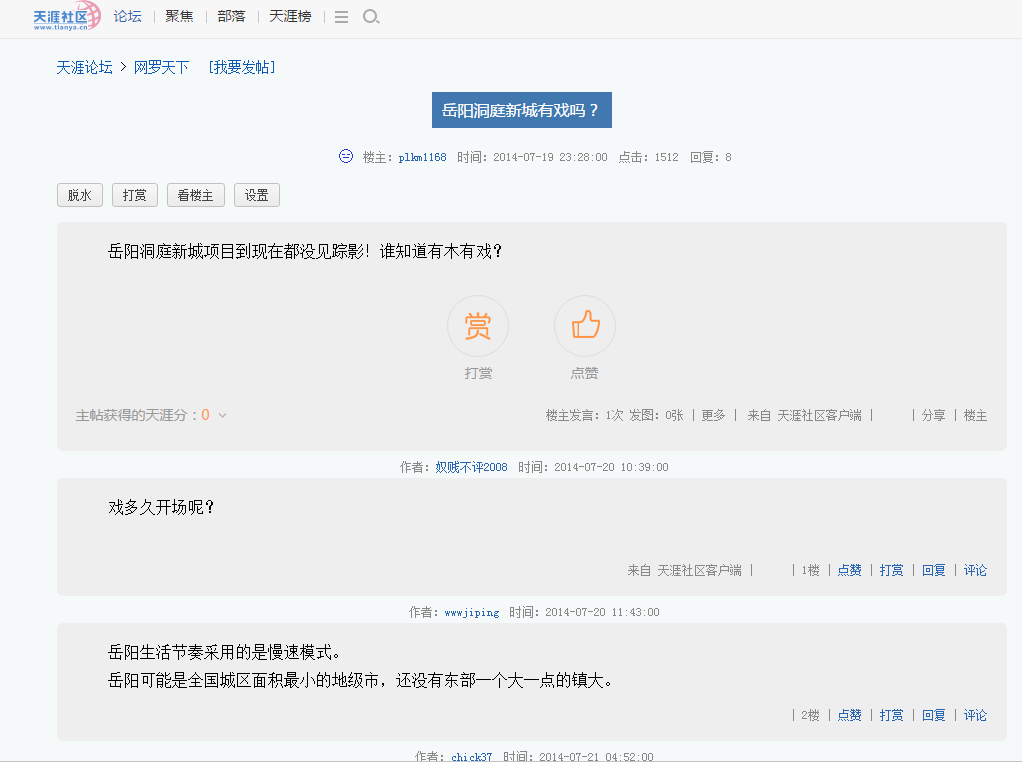 天涯社区
www.tianya.cn
论坛 | 聚焦 | 部落 | 天涯榜 |
天涯论坛 > 网罗天下 [我要发帖]
岳阳洞庭新城有戏吗？
楼主：plkm1168 时间：2014-07-19 23:28:00 点击：1512 回复：8
脱水 打赏 看楼主 设置
岳阳洞庭新城项目到现在都没见踪影！谁知道有木有戏？
赏
打赏 点赞
主帖获得的天涯分：0
楼主发言：1次 发图：0张 | 更多 | 来自 天涯社区客户端 | | 分享 | 楼主
作者：奴贱不评2008 时间：2014-07-20 10:39:00
戏多久开场呢？
来自 天涯社区客户端 | | 1楼 | 点赞 | 打赏 | 回复 | 评论
作者：wwwjiping 时间：2014-07-20 11:43:00
岳阳生活节奏采用的是慢速模式。
岳阳可能是全国城区面积最小的地级市，还没有东部一个大一点的镇大。
| 2楼 | 点赞 | 打赏 | 回复 | 评论
作者：chick37 时间：2014-07-21 04:52:00